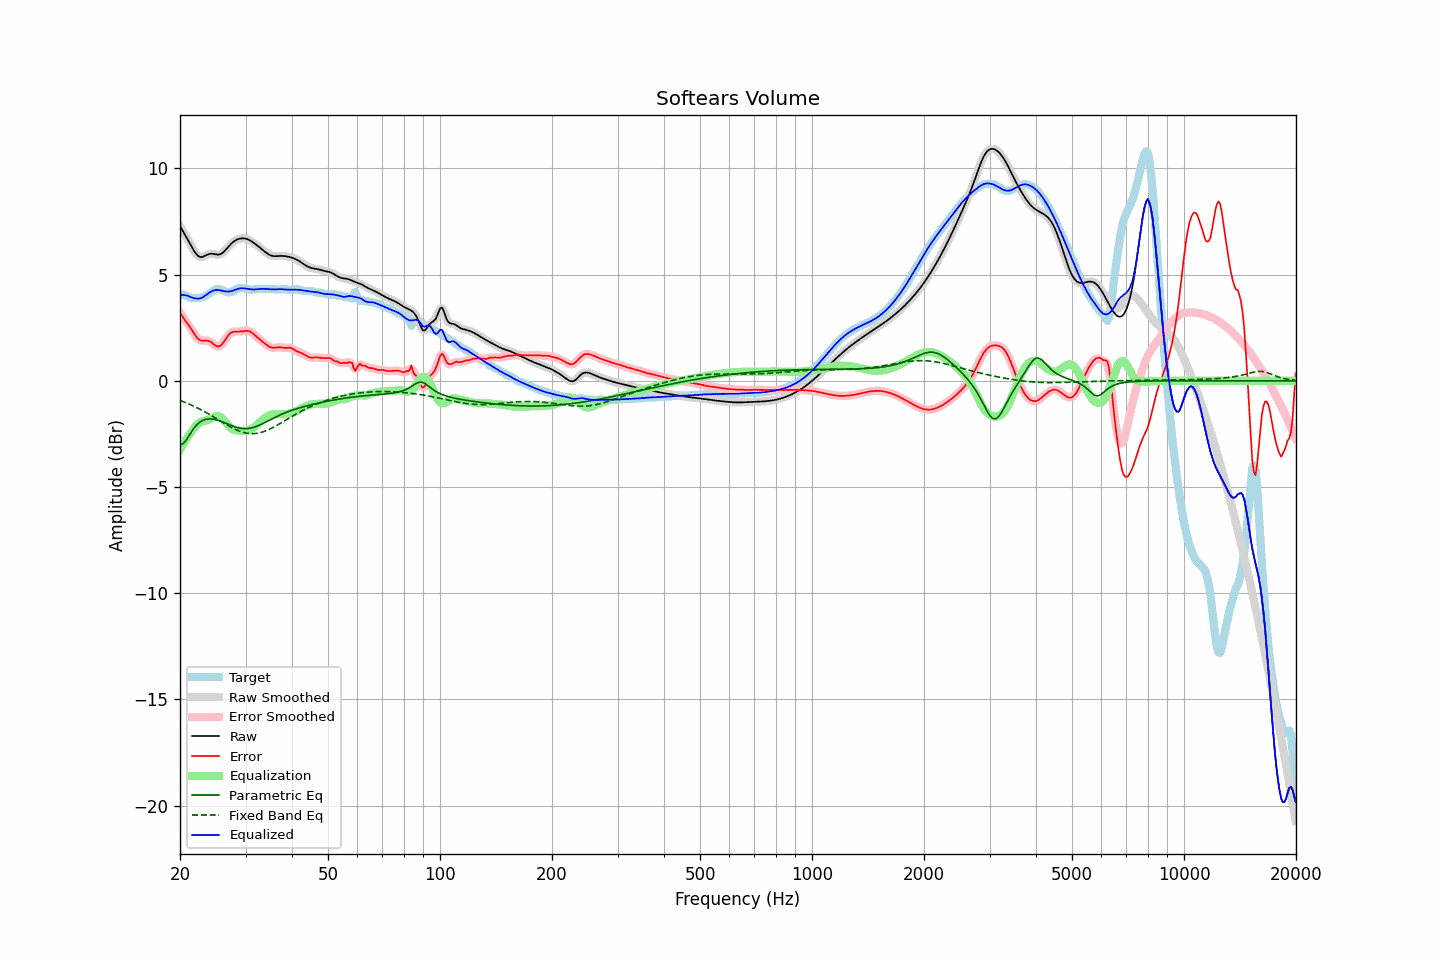 Softears Volume
10
5
0
−5
−10
−15
−20
Amplitude (dBr)
Target
Raw Smoothed
Error Smoothed
Raw
Error
Equalization
Parametric Eq
Fixed Band Eq
Equalized
20 50 100 200 500 1000 2000 5000 10000 20000
Frequency (Hz)